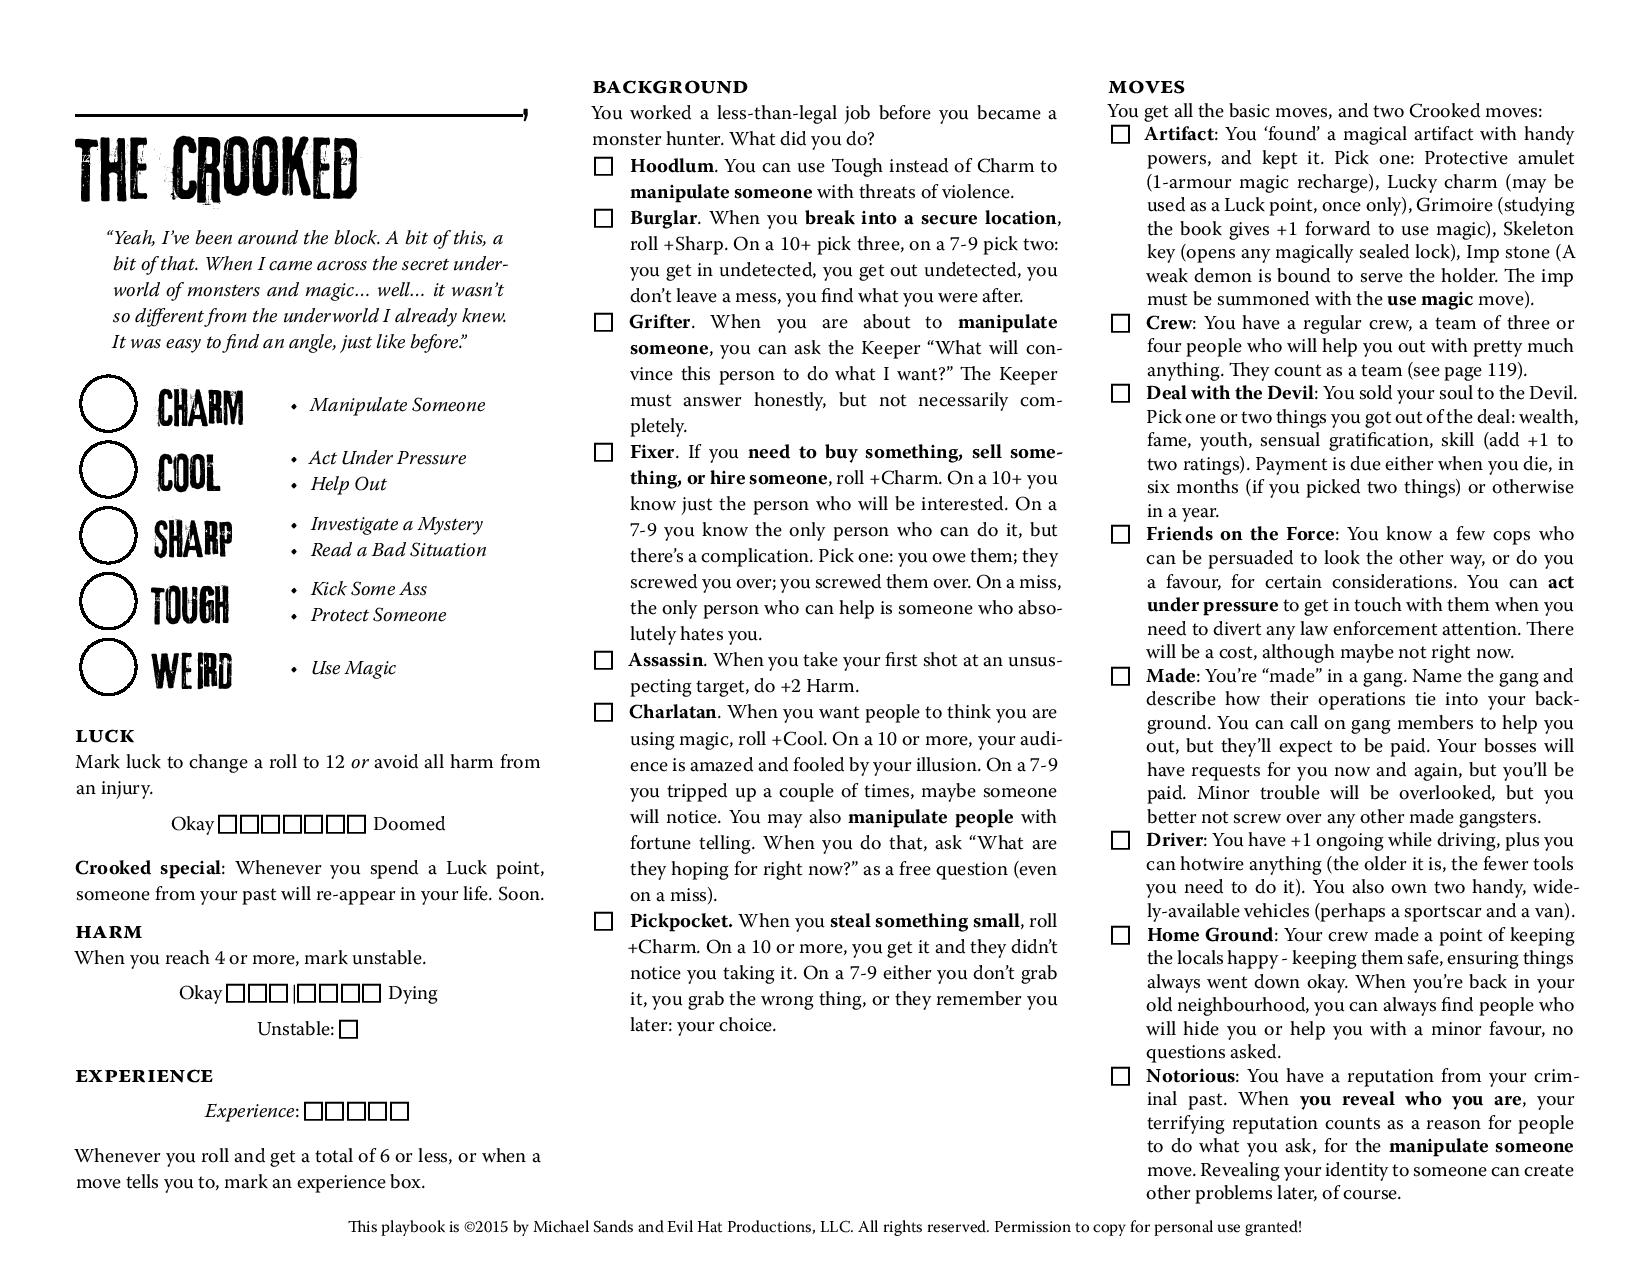 ,
THE CROOKED
“Yeah, I’ve been around the block. A bit of this, a
bit of that. When I came across the secret under-
world of monsters and magic… well… it wasn’t
so different from the underworld I already knew.
It was easy to find an angle, just like before.”
CHARM
• Manipulate Someone
COOL
• Act Under Pressure
• Help Out
SHARP
• Investigate a Mystery
• Read a Bad Situation
TOUGH
• Kick Some Ass
• Protect Someone
WEIRD
• Use Magic
LUCK
Mark luck to change a roll to 12 or avoid all harm from
an injury.
Okay □□□□□□□ Doomed
Crooked special: Whenever you spend a Luck point,
someone from your past will re-appear in your life. Soon.
HARM
When you reach 4 or more, mark unstable.
Okay □□□|□□□□ Dying
Unstable: □
EXPERIENCE
Experience: □□□□□
Whenever you roll and get a total of 6 or less, or when a
move tells you to, mark an experience box.
BACKGROUND
You worked a less-than-legal job before you became a
monster hunter. What did you do?
□ Hoodlum. You can use Tough instead of Charm to
manipulate someone with threats of violence.
□ Burglar. When you break into a secure location,
roll +Sharp. On a 10+ pick three, on a 7-9 pick two:
you get in undetected, you get out undetected, you
don’t leave a mess, you find what you were after.
□ Grifter. When you are about to manipulate
someone, you can ask the Keeper “What will con-
vince this person to do what I want?” The Keeper
must answer honestly, but not necessarily com-
pletely.
□ Fixer. If you need to buy something, sell some-
thing, or hire someone, roll +Charm. On a 10+ you
know just the person who will be interested. On a
7-9 you know the only person who can do it, but
there’s a complication. Pick one: you owe them; they
screwed you over; you screwed them over. On a miss,
the only person who can help is someone who abso-
lutely hates you.
□ Assassin. When you take your first shot at an unsus-
pecting target, do +2 Harm.
□ Charlatan. When you want people to think you are
using magic, roll +Cool. On a 10 or more, your audi-
ence is amazed and fooled by your illusion. On a 7-9
you tripped up a couple of times, maybe someone
will notice. You may also manipulate people with
fortune telling. When you do that, ask “What are
they hoping for right now?” as a free question (even
on a miss).
□ Pickpocket. When you steal something small, roll
+Charm. On a 10 or more, you get it and they didn’t
notice you taking it. On a 7-9 either you don’t grab
it, you grab the wrong thing, or they remember you
later: your choice.
MOVES
You get all the basic moves, and two Crooked moves:
□ Artifact: You ‘found’ a magical artifact with handy
powers, and kept it. Pick one: Protective amulet
(1-armour magic recharge), Lucky charm (may be
used as a Luck point, once only), Grimoire (studying
the book gives +1 forward to use magic), Skeleton
key (opens any magically sealed lock), Imp stone (A
weak demon is bound to serve the holder. The imp
must be summoned with the use magic move).
□ Crew: You have a regular crew, a team of three or
four people who will help you out with pretty much
anything. They count as a team (see page 119).
□ Deal with the Devil: You sold your soul to the Devil.
Pick one or two things you got out of the deal: wealth,
fame, youth, sensual gratification, skill (add +1 to
two ratings). Payment is due either when you die, in
six months (if you picked two things) or otherwise
in a year.
□ Friends on the Force: You know a few cops who
can be persuaded to look the other way, or do you
a favour, for certain considerations. You can act
under pressure to get in touch with them when you
need to divert any law enforcement attention. There
will be a cost, although maybe not right now.
□ Made: You’re “made” in a gang. Name the gang and
describe how their operations tie into your back-
ground. You can call on gang members to help you
out, but they’ll expect to be paid. Your bosses will
have requests for you now and again, but you’ll be
paid. Minor trouble will be overlooked, but you
better not screw over any other made gangsters.
□ Driver: You have +1 ongoing while driving, plus you
can hotwire anything (the older it is, the fewer tools
you need to do it). You also own two handy, wide-
ly-available vehicles (perhaps a sportscar and a van).
□ Home Ground: Your crew made a point of keeping
the locals happy - keeping them safe, ensuring things
always went down okay. When you’re back in your
old neighbourhood, you can always find people who
will hide you or help you with a minor favour, no
questions asked.
□ Notorious: You have a reputation from your crim-
inal past. When you reveal who you are, your
terrifying reputation counts as a reason for people
to do what you ask, for the manipulate someone
move. Revealing your identity to someone can create
other problems later, of course.
This playbook is ©2015 by Michael Sands and Evil Hat Productions, LLC. All rights reserved. Permission to copy for personal use granted!